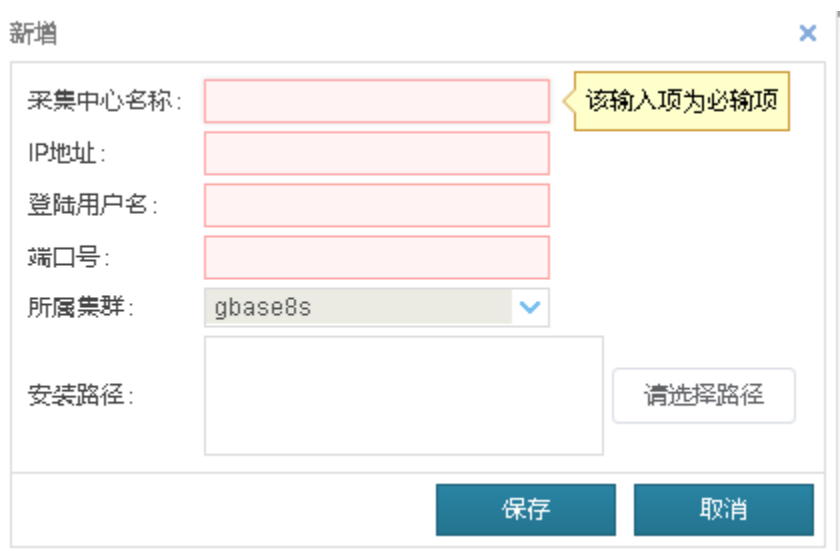 新增
采集中心名称:
该输入项为必输项
IP地址:
登陆用户名:
端口号:
所属集群: gbase8s
安装路径: 请选择路径
保存 取消